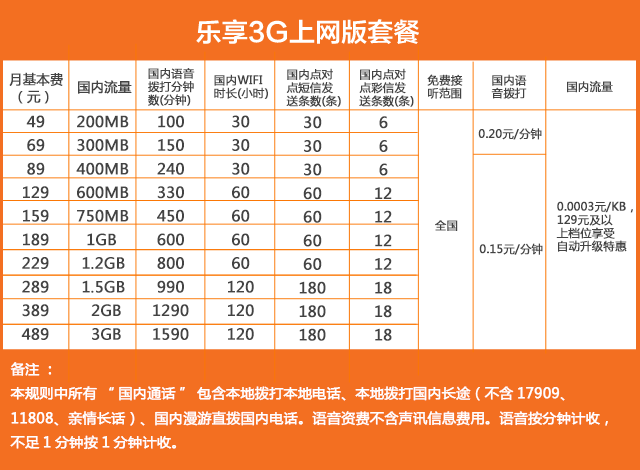 乐享3G上网版套餐
月基本费（元） 国内流量 国内语音拨打分钟数(分钟) 国内WIFI时长(小时) 国内点对点短信发送条数(条) 国内点对点彩信发送条数(条) 免费接听范围 国内语音拨打 国内流量
49 200MB 100 30 30 6
69 300MB 150 30 30 6
89 400MB 240 30 30 6
129 600MB 330 60 60 12
159 750MB 450 60 60 12
189 1GB 600 60 60 12
229 1.2GB 800 60 60 12
289 1.5GB 990 120 180 18
389 2GB 1290 120 180 18
489 3GB 1590 120 180 18
全国
0.20元/分钟
0.15元/分钟
0.0003元/KB，
129元及以
上档位享受
自动升级特惠
备注 ：
本规则中所有 “ 国内通话 ” 包含本地拨打本地电话、本地拨打国内长途（ 不含 17909、
11808、亲情长话）、国内漫游直拨国内电话。语音资费不含声讯信息费用。语音按分钟计收，
不足 1 分钟按 1 分钟计收。